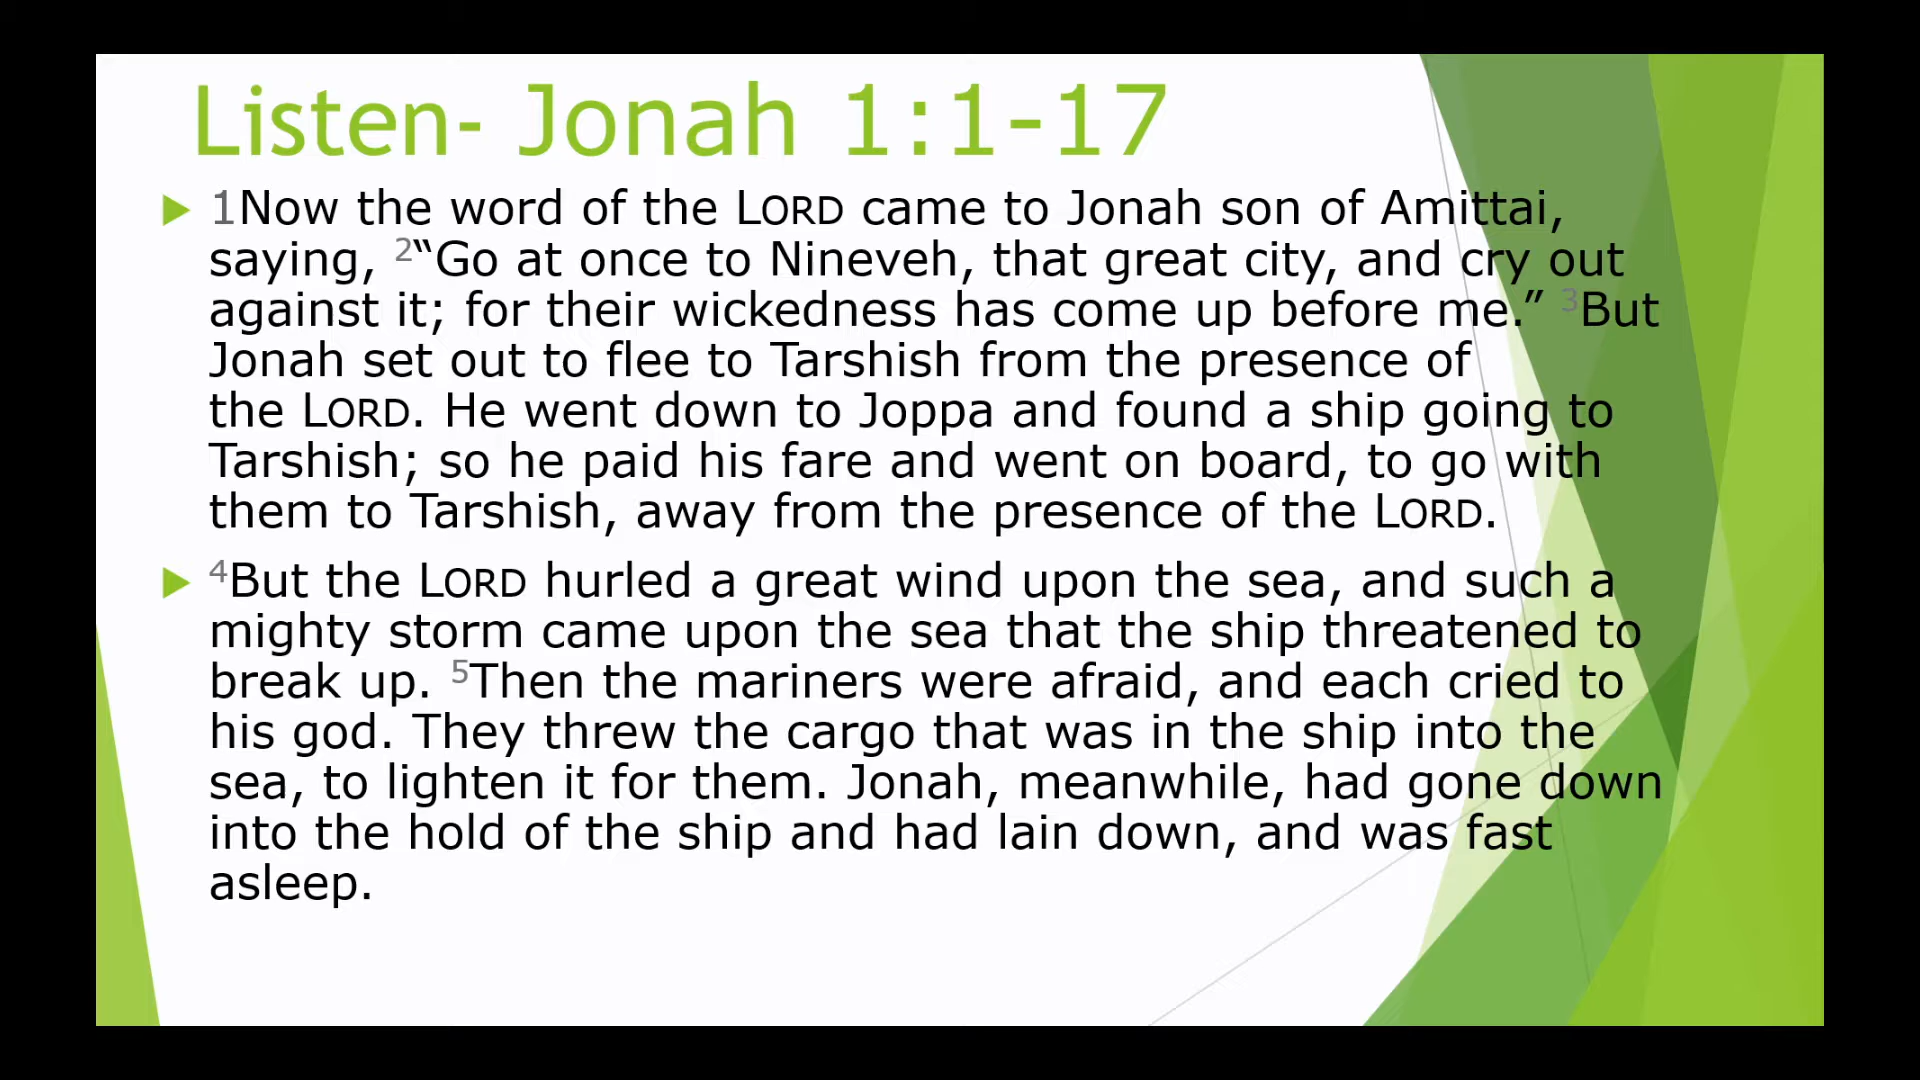 Listen- Jonah 1:1-17
1Now the word of the LORD came to Jonah son of Amittai,
saying, 2“Go at once to Nineveh, that great city, and cry out
against it; for their wickedness has come up before me.” 3But
Jonah set out to flee to Tarshish from the presence of
the LORD. He went down to Joppa and found a ship going to
Tarshish; so he paid his fare and went on board, to go with
them to Tarshish, away from the presence of the LORD.
4But the LORD hurled a great wind upon the sea, and such a
mighty storm came upon the sea that the ship threatened to
break up. 5Then the mariners were afraid, and each cried to
his god. They threw the cargo that was in the ship into the
sea, to lighten it for them. Jonah, meanwhile, had gone down
into the hold of the ship and had lain down, and was fast
asleep.